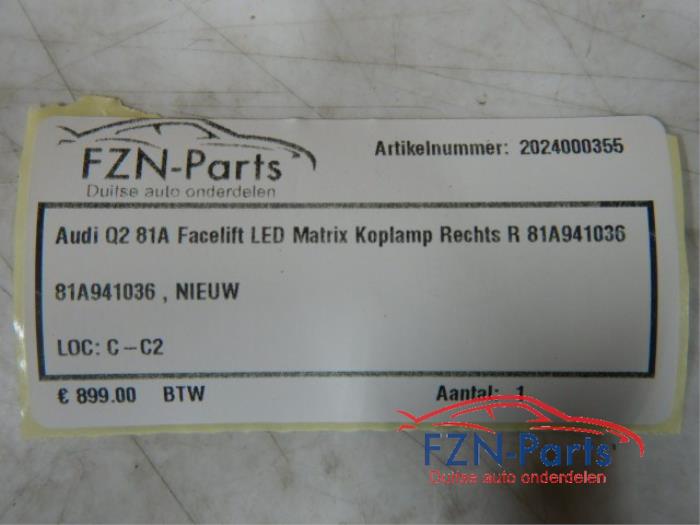 FZN-Parts
Duitse auto onderdelen
Artikelnummer: 2024000355
Audi Q2 81A Facelift LED Matrix Koplamp Rechts R 81A941036
81A941036 , NIEUW
LOC: C-C2
€ 899.00 BTW
Aantal: 1
FZN-Parts
Duitse auto onderdelen